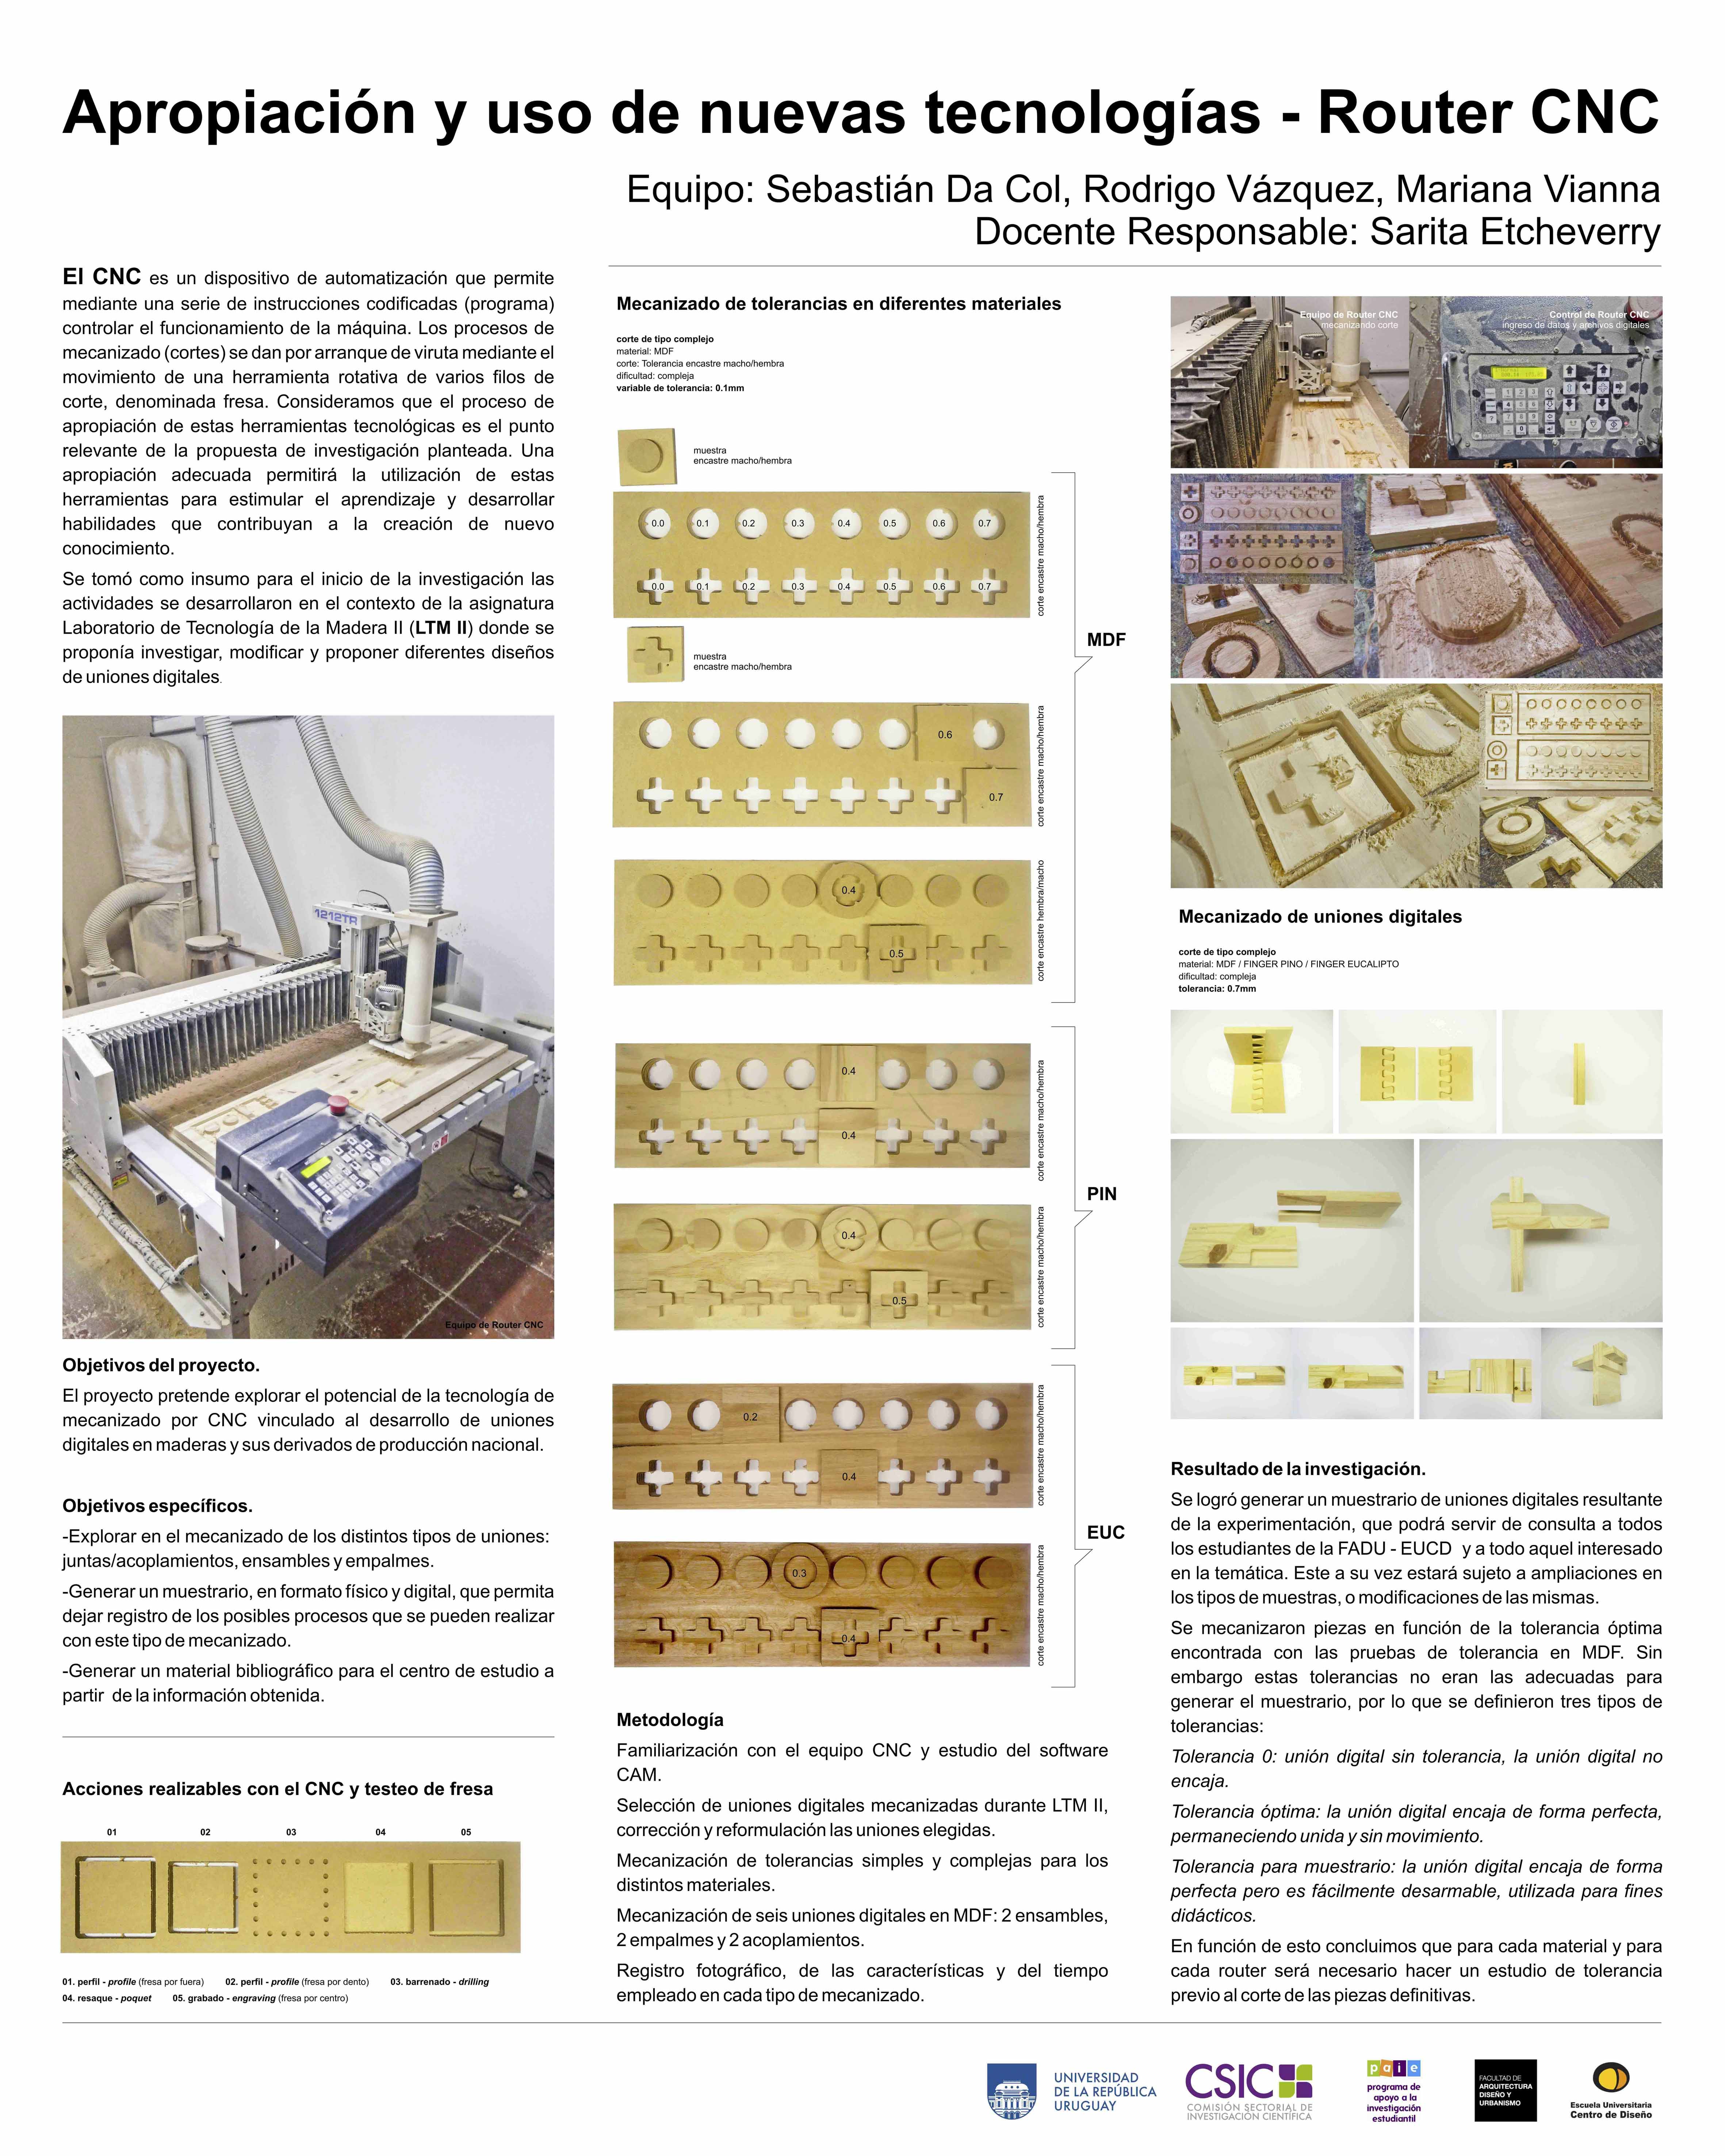 Apropiación y uso de nuevas tecnologías - Router CNC
Equipo: Sebastián Da Col, Rodrigo Vázquez, Mariana Vianna
Docente Responsable: Sarita Etcheverry
El CNC es un dispositivo de automatización que permite
mediante una serie de instrucciones codificadas (programa)
controlar el funcionamiento de la máquina. Los procesos de
mecanizado (cortes) se dan por arranque de viruta mediante el
movimiento de una herramienta rotativa de varios filos de
corte, denominada fresa. Consideramos que el proceso de
apropiación de estas herramientas tecnológicas es el punto
relevante de la propuesta de investigación planteada. Una
apropiación adecuada permitirá la utilización de estas
herramientas para estimular el aprendizaje y desarrollar
habilidades que contribuyan a la creación de nuevo
conocimiento.
Se tomó como insumo para el inicio de la investigación las
actividades se desarrollaron en el contexto de la asignatura
Laboratorio de Tecnología de la Madera II (LTM II) donde se
proponía investigar, modificar y proponer diferentes diseños
de uniones digitales.
1212TR
Equipo de Router CNC
Objetivos del proyecto.
El proyecto pretende explorar el potencial de la tecnología de
mecanizado por CNC vinculado al desarrollo de uniones
digitales en maderas y sus derivados de producción nacional.
Objetivos específicos.
-Explorar en el mecanizado de los distintos tipos de uniones:
juntas/acoplamientos, ensambles y empalmes.
-Generar un muestrario, en formato físico y digital, que permita
dejar registro de los posibles procesos que se pueden realizar
con este tipo de mecanizado.
-Generar un material bibliográfico para el centro de estudio a
partir de la información obtenida.
Acciones realizables con el CNC y testeo de fresa
01 02 03 04 05
01. perfil - profile (fresa por fuera) 02. perfil - profile (fresa por dento) 03. barrenado - drilling
04. resaque - poquet 05. grabado - engraving (fresa por centro)
Mecanizado de tolerancias en diferentes materiales
corte de tipo complejo
material: MDF
corte: Tolerancia encastre macho/hembra
dificultad: compleja
variable de tolerancia: 0.1mm
muestra
encastre macho/hembra
0.0 0.1 0.2 0.3 0.4 0.5 0.6 0.7
0.0 0.1 0.2 0.3 0.4 0.5 0.6 0.7
corte encastre macho/hembra
muestra
encastre macho/hembra
0.6
0.7
corte encastre macho/hembra
0.4
0.5
corte encastre hembra/macho
MDF
0.4
0.4
corte encastre macho/hembra
0.4
0.5
corte encastre macho/hembra
PIN
0.2
0.4
corte encastre macho/hembra
0.3
0.4
corte encastre macho/hembra
EUC
Metodología
Familiarización con el equipo CNC y estudio del software
CAM.
Selección de uniones digitales mecanizadas durante LTM II,
corrección y reformulación las uniones elegidas.
Mecanización de tolerancias simples y complejas para los
distintos materiales.
Mecanización de seis uniones digitales en MDF: 2 ensambles,
2 empalmes y 2 acoplamientos.
Registro fotográfico, de las características y del tiempo
empleado en cada tipo de mecanizado.
Equipo de Router CNC
mecanizando corte
Control de Router CNC
ingreso de datos y archivos digitales
Mecanizado de uniones digitales
corte de tipo complejo
material: MDF / FINGER PINO / FINGER EUCALIPTO
dificultad: compleja
tolerancia: 0.7mm
Resultado de la investigación.
Se logró generar un muestrario de uniones digitales resultante
de la experimentación, que podrá servir de consulta a todos
los estudiantes de la FADU - EUCD y a todo aquel interesado
en la temática. Este a su vez estará sujeto a ampliaciones en
los tipos de muestras, o modificaciones de las mismas.
Se mecanizaron piezas en función de la tolerancia óptima
encontrada con las pruebas de tolerancia en MDF. Sin
embargo estas tolerancias no eran las adecuadas para
generar el muestrario, por lo que se definieron tres tipos de
tolerancias:
Tolerancia 0: unión digital sin tolerancia, la unión digital no
encaja.
Tolerancia óptima: la unión digital encaja de forma perfecta,
permaneciendo unida y sin movimiento.
Tolerancia para muestrario: la unión digital encaja de forma
perfecta pero es fácilmente desarmable, utilizada para fines
didácticos.
En función de esto concluimos que para cada material y para
cada router será necesario hacer un estudio de tolerancia
previo al corte de las piezas definitivas.
UNIVERSIDAD
DE LA REPÚBLICA
URUGUAY
CSIC
COMISIÓN SECTORIAL DE
INVESTIGACIÓN CIENTÍFICA
paie
programa de
apoyo a la
investigación
estudiantil
FACULTAD DE
ARQUITECTURA
DISEÑO Y
URBANISMO
Escuela Universitaria
Centro de Diseño